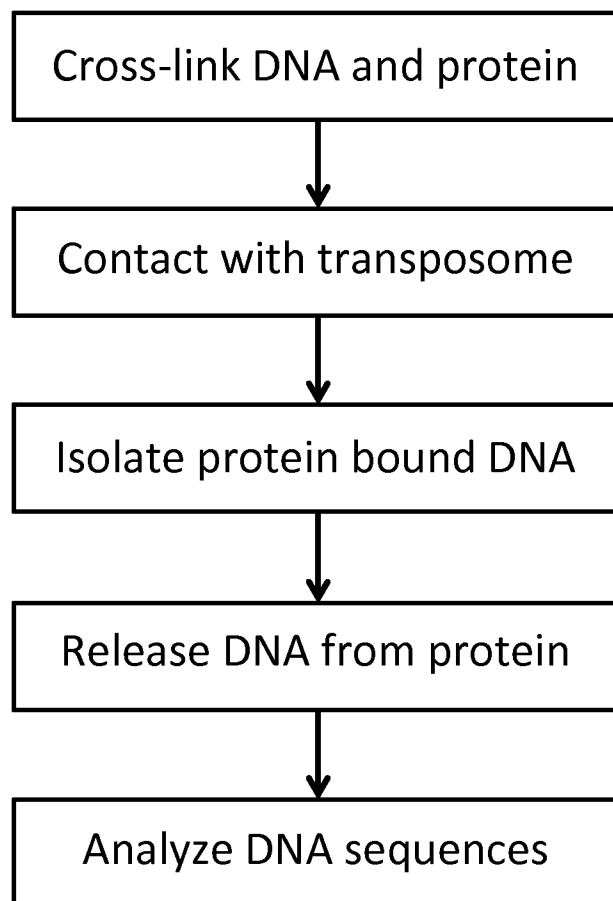 Cross-link DNA and protein
Contact with transposome
Isolate protein bound DNA
Release DNA from protein
Analyze DNA sequences